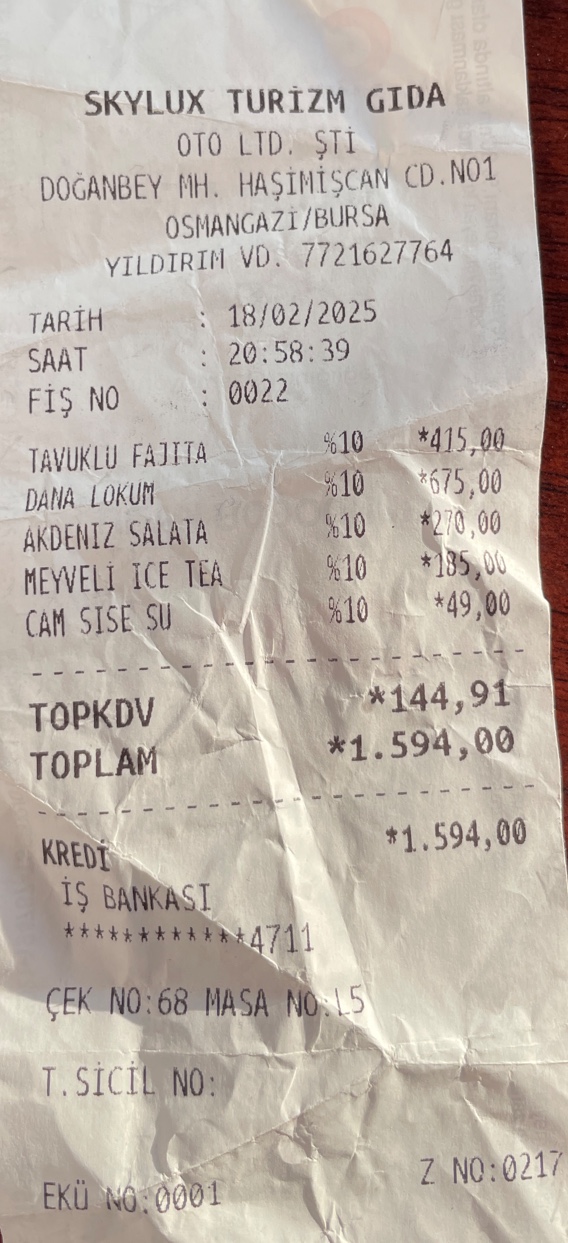 SKYLUX TURİZM GIDA
OTO LTD. ŞTİ
DOĞANBEY MH. HAŞİMİŞCAN CD.NO1
OSMANGAZİ/BURSA
YILDIRIM VD. 7721627764
TARİH : 18/02/2025
SAAT : 20:58:39
FİŞ NO : 0022
TAVUKLU FAJITA %10 *415,00
DANA LOKUM %10 *675,00
AKDENIZ SALATA %10 *270,00
MEYVELI ICE TEA %10 *185,00
CAM SISE SU %10 *49,00
TOPKDV *144,91
TOPLAM *1.594,00
KREDİ *1.594,00
İŞ BANKASI
************4711
ÇEK NO:68 MASA NO:L5
T.SİCİL NO:
Z NO:0217
EKÜ NO:0001